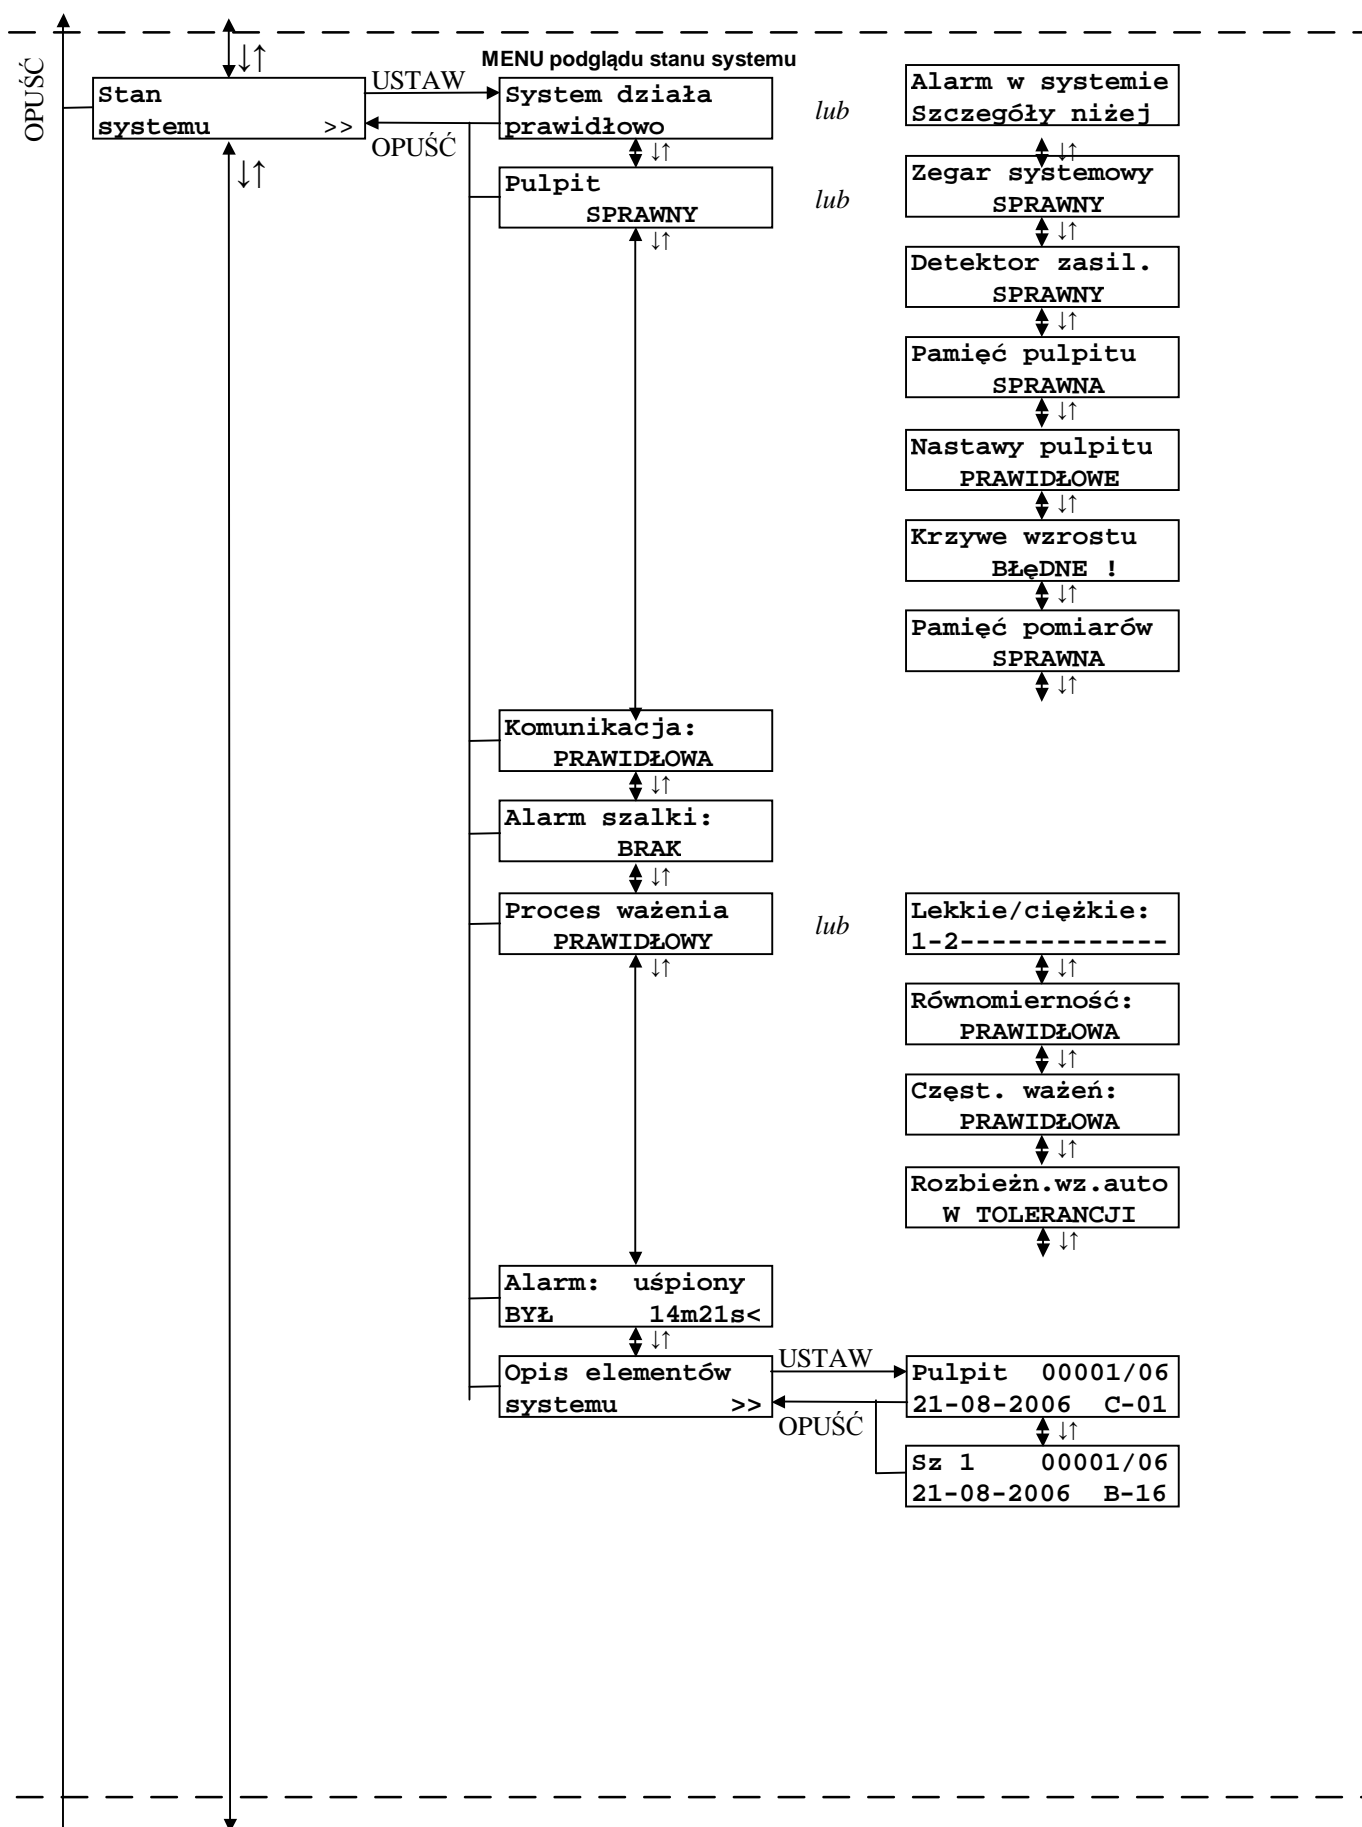 OPUŚĆ
↓↑
MENU podglądu stanu systemu
Stan
systemu >>
USTAW
OPUŚĆ
System działa
prawidłowo
lub
Alarm w systemie
Szczegóły niżej
↓↑
↓↑
↓↑
Pulpit
SPRAWNY
lub
Zegar systemowy
SPRAWNY
↓↑
↓↑
Detektor zasil.
SPRAWNY
↓↑
Pamięć pulpitu
SPRAWNA
↓↑
Nastawy pulpitu
PRAWIDŁOWE
↓↑
Krzywe wzrostu
BŁęDNE !
↓↑
Pamięć pomiarów
SPRAWNA
↓↑
Komunikacja:
PRAWIDŁOWA
↓↑
Alarm szalki:
BRAK
↓↑
Proces ważenia
PRAWIDŁOWY
↓↑
lub
Lekkie/ciężkie:
1-2-------------
↓↑
Równomierność:
PRAWIDŁOWA
↓↑
Częst. ważeń:
PRAWIDŁOWA
↓↑
Rozbieżn.wz.auto
W TOLERANCJI
↓↑
Alarm: uśpiony
BYŁ 14m21s<
↓↑
Opis elementów
systemu >>
USTAW
OPUŚĆ
Pulpit 00001/06
21-08-2006 C-01
↓↑
Sz 1 00001/06
21-08-2006 B-16